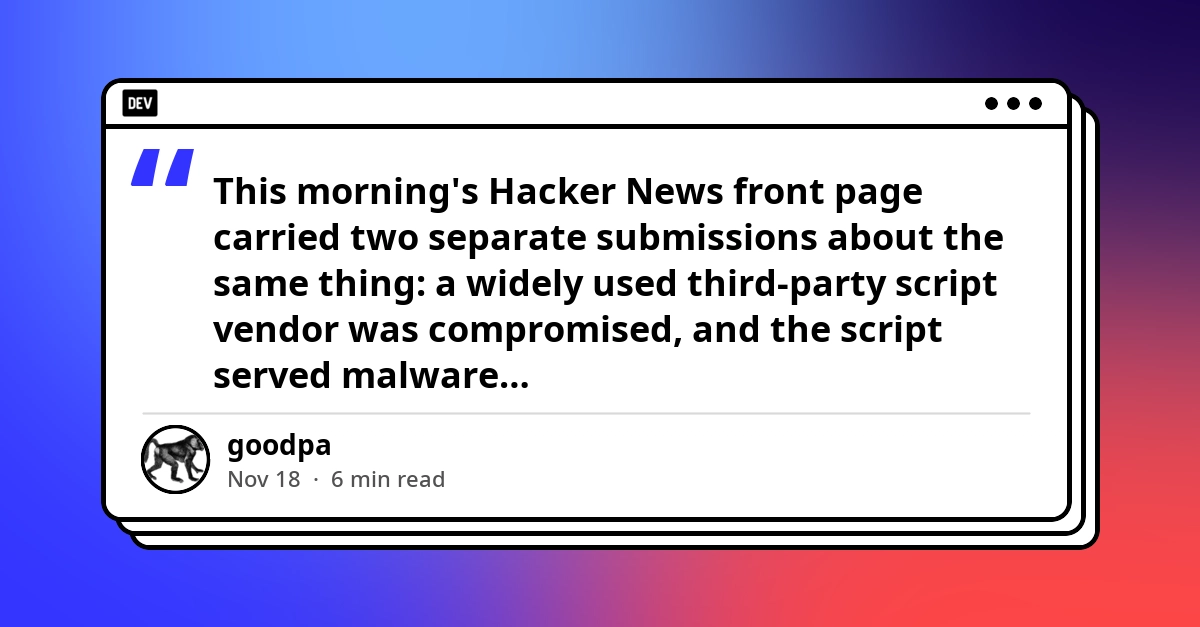 DEV
“
This morning's Hacker News front page
carried two separate submissions about the
same thing: a widely used third-party script
vendor was compromised, and the script
served malware...
goodpa
Nov 18 · 6 min read